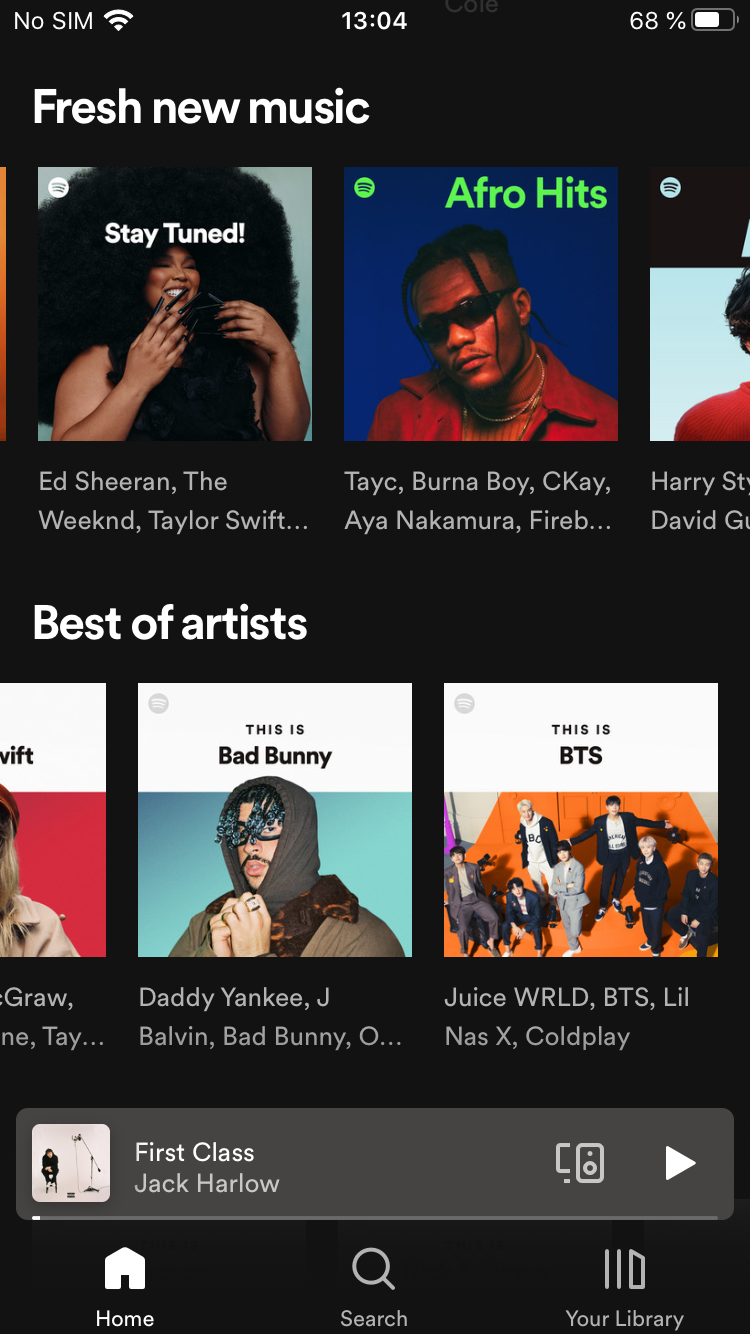 Cole
No SIM 13:04 68 %
Fresh new music
Stay Tuned!
Afro Hits
Ed Sheeran, The
Weeknd, Taylor Swift...
Tayc, Burna Boy, CKay,
Aya Nakamura, Fireb...
Harry Sty
David Gu
Best of artists
wift
THIS IS
Bad Bunny
THIS IS
BTS
cGraw,
ne, Tay...
Daddy Yankee, J
Balvin, Bad Bunny, O...
Juice WRLD, BTS, Lil
Nas X, Coldplay
First Class
Jack Harlow
Home
Search
Your Library